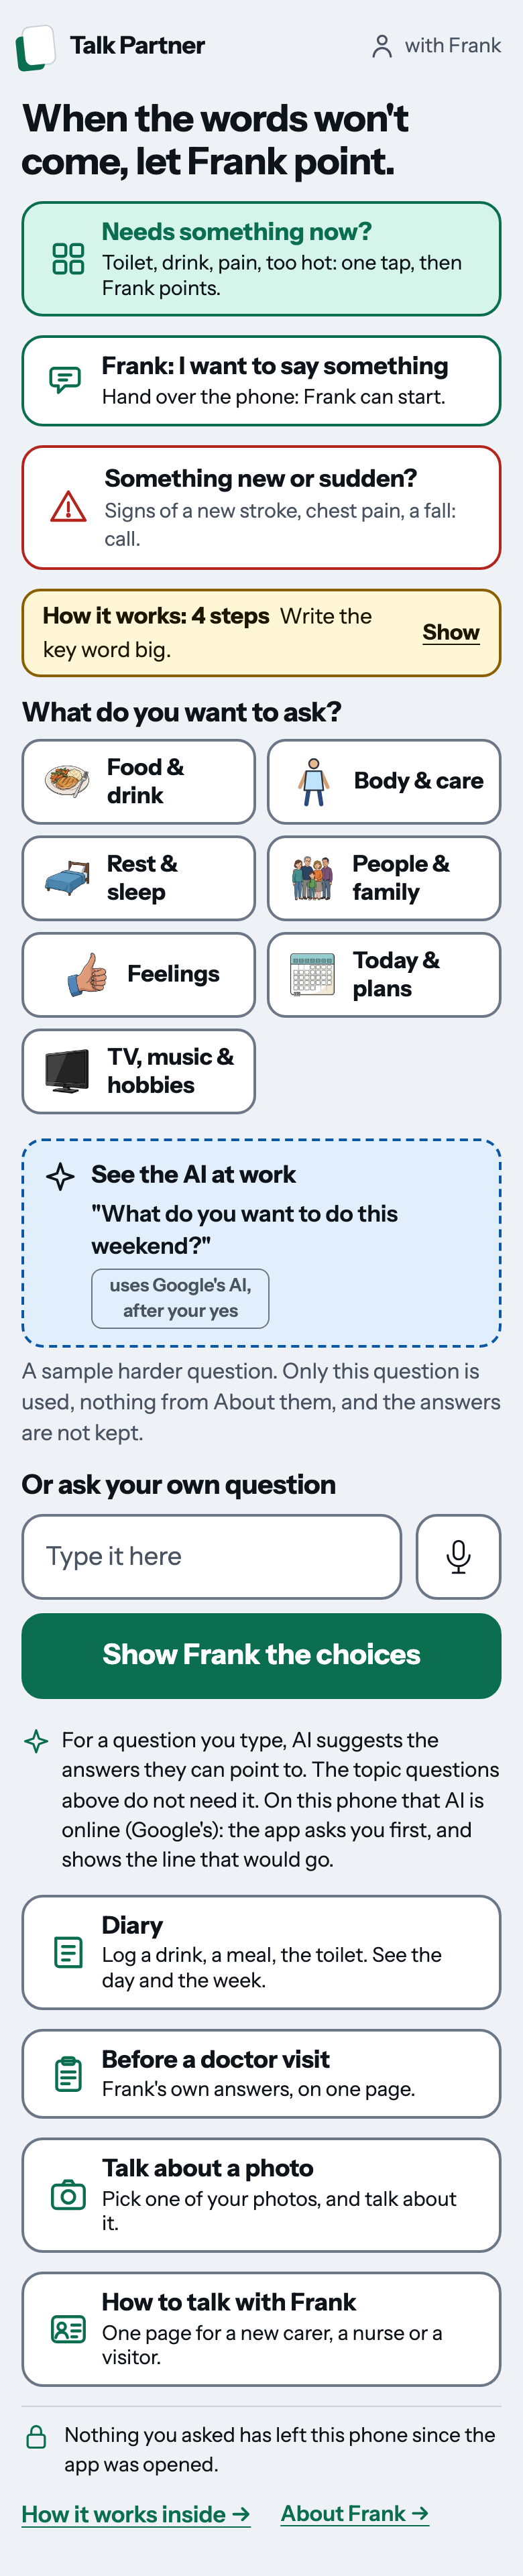 Talk Partner
with Frank
When the words won't
come, let Frank point.
Needs something now?
Toilet, drink, pain, too hot: one tap, then
Frank points.
Frank: I want to say something
Hand over the phone: Frank can start.
Something new or sudden?
Signs of a new stroke, chest pain, a fall:
call.
How it works: 4 steps Write the
key word big.
Show
What do you want to ask?
Food &
drink
Body & care
Rest &
sleep
People &
family
Feelings
Today &
plans
TV, music &
hobbies
See the AI at work
"What do you want to do this
weekend?"
uses Google's AI,
after your yes
A sample harder question. Only this question is
used, nothing from About them, and the answers
are not kept.
Or ask your own question
Type it here
Show Frank the choices
For a question you type, AI suggests the
answers they can point to. The topic questions
above do not need it. On this phone that AI is
online (Google's): the app asks you first, and
shows the line that would go.
Diary
Log a drink, a meal, the toilet. See the
day and the week.
Before a doctor visit
Frank's own answers, on one page.
Talk about a photo
Pick one of your photos, and talk about
it.
How to talk with Frank
One page for a new carer, a nurse or a
visitor.
Nothing you asked has left this phone since the
app was opened.
How it works inside →
About Frank →